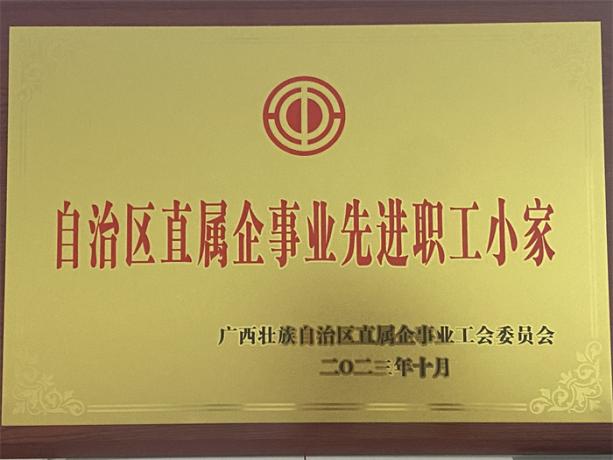 自治区直属企事业先进职工小家
广西壮族自治区直属企事业工会委员会
二〇二三年十月